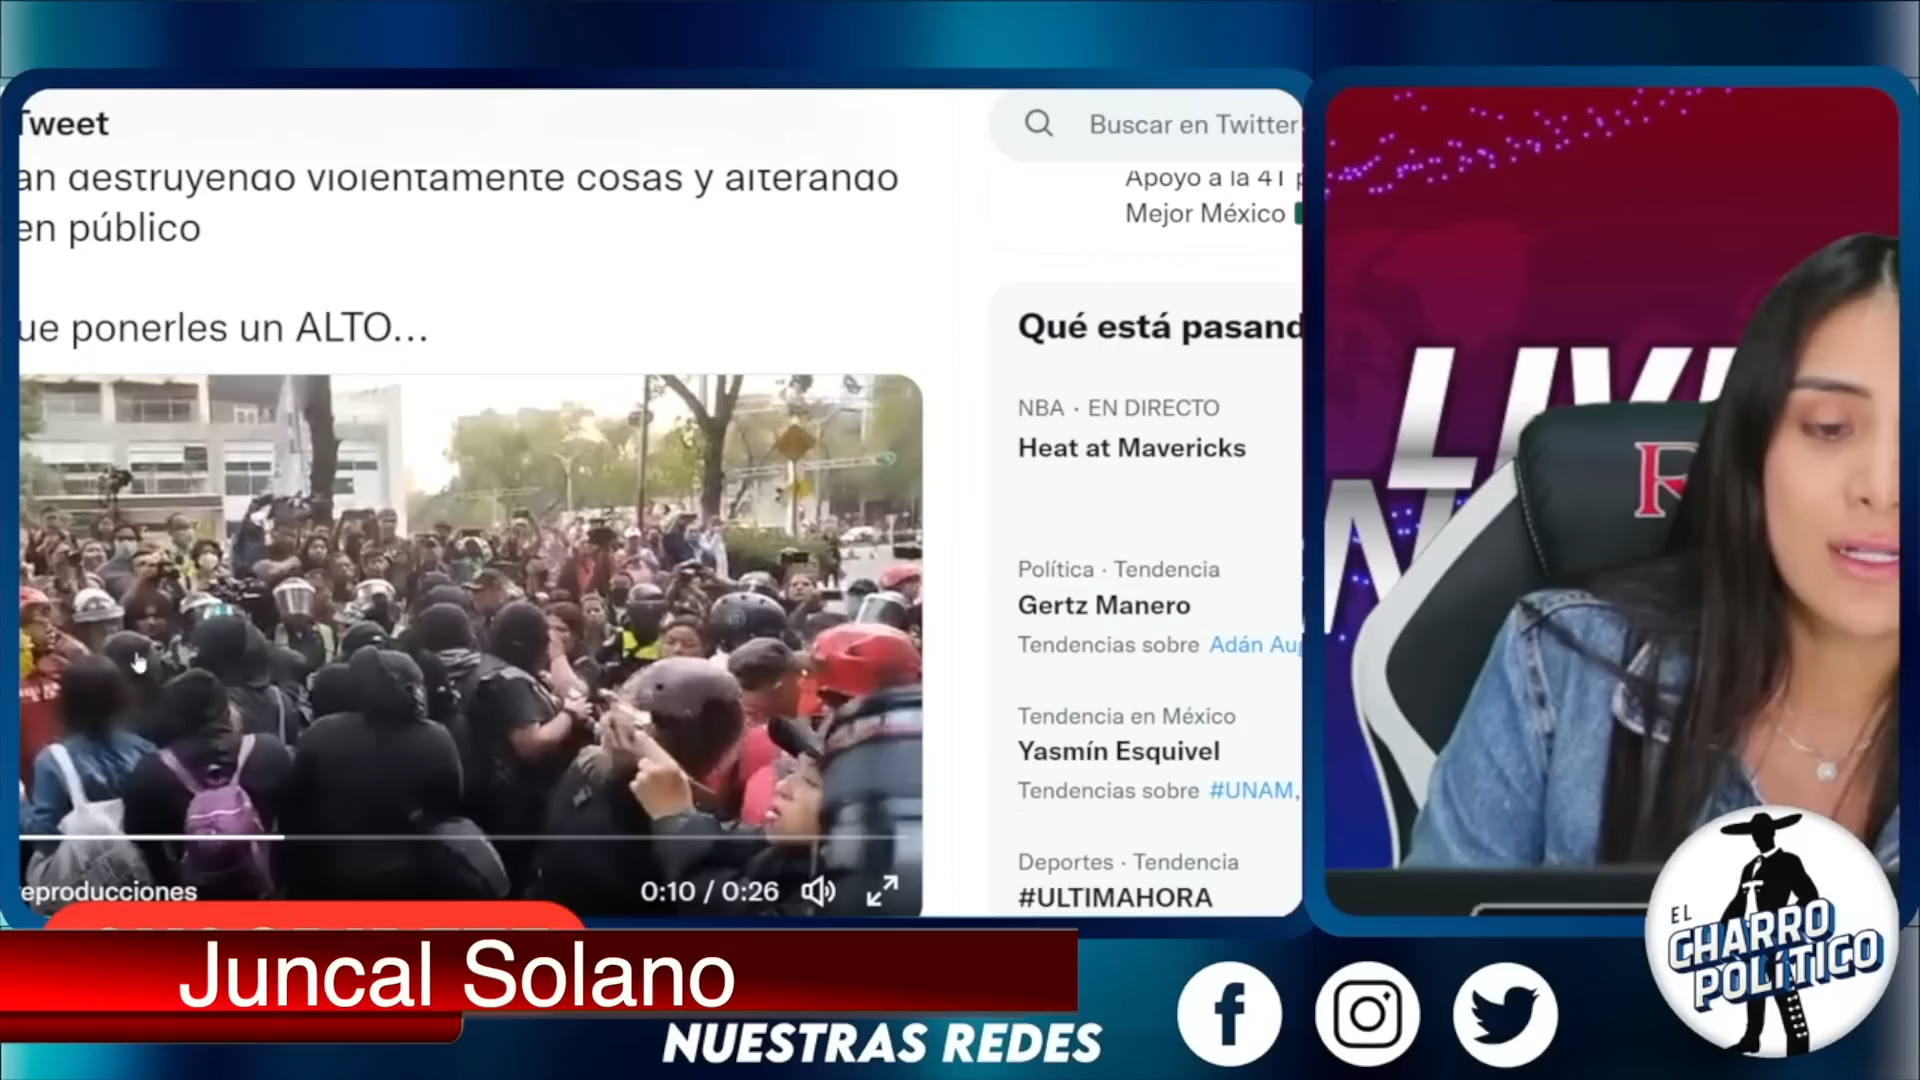 Tweet
an destruyendo violentamente cosas y alterando
en público
ue ponerles un ALTO...
eproducciones
0:10 / 0:26
Buscar en Twitter
Apoyo a la 4T p
Mejor México
Qué está pasand
NBA · EN DIRECTO
Heat at Mavericks
Política · Tendencia
Gertz Manero
Tendencias sobre Adán Aug
Tendencia en México
Yasmín Esquivel
Tendencias sobre #UNAM,
Deportes · Tendencia
#ULTIMAHORA
R
Juncal Solano
NUESTRAS REDES
EL
CHARRO
POLÍTICO